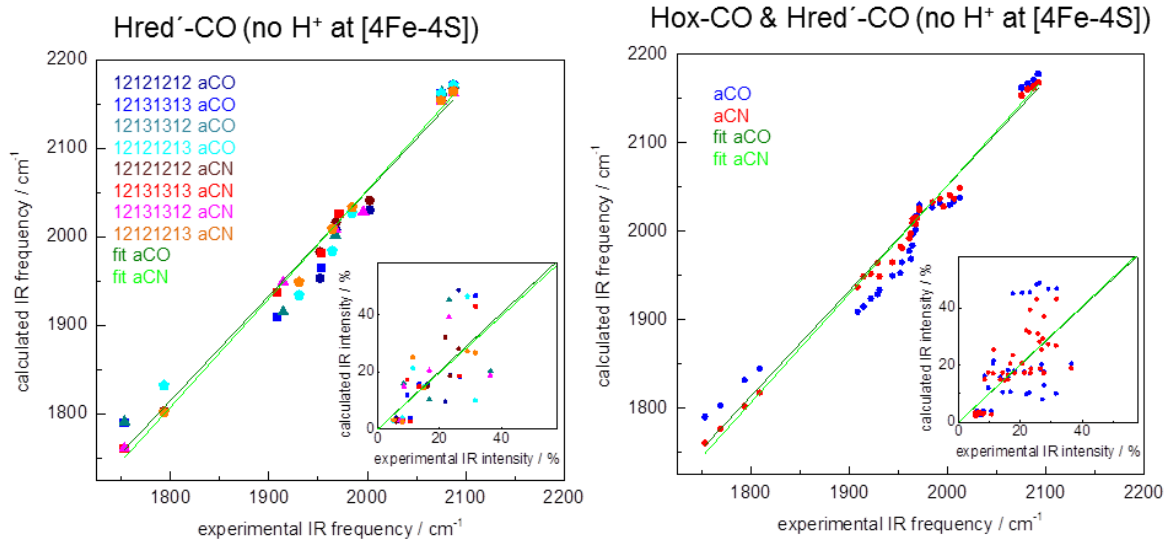 Hred´-CO (no H⁺ at [4Fe-4S])
2200
2100
2000
1900
1800
calculated IR frequency / cm⁻¹
12121212 aCO
12131313 aCO
12131312 aCO
12121213 aCO
12121212 aCN
12131313 aCN
12131312 aCN
12121213 aCN
fit aCO
fit aCN
calculated IR intensity / %
40
20
0
0 20 40
experimental IR intensity / %
1800 1900 2000 2100 2200
experimental IR frequency / cm⁻¹
Hox-CO & Hred´-CO (no H⁺ at [4Fe-4S])
2200
2100
2000
1900
1800
calculated IR frequency / cm⁻¹
aCO
aCN
fit aCO
fit aCN
calculated IR intensity / %
40
20
0
0 20 40
experimental IR intensity / %
1800 1900 2000 2100 2200
experimental IR frequency / cm⁻¹